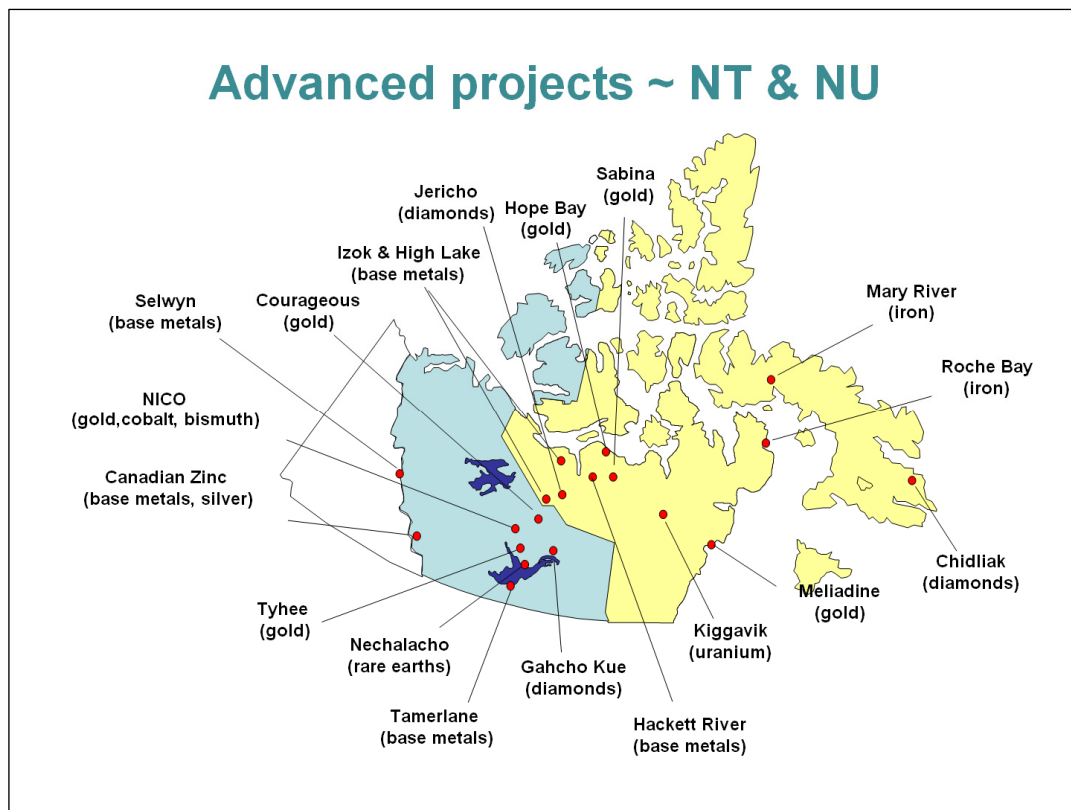 Advanced projects ~ NT & NU
Sabina
(gold)
Jericho
(diamonds)
Hope Bay
(gold)
Izok & High Lake
(base metals)
Selwyn
(base metals)
Courageous
(gold)
Mary River
(iron)
Roche Bay
(iron)
NICO
(gold,cobalt, bismuth)
Canadian Zinc
(base metals, silver)
Chidliak
(diamonds)
Meliadine
(gold)
Tyhee
(gold)
Kiggavik
(uranium)
Nechalacho
(rare earths)
Gahcho Kue
(diamonds)
Tamerlane
(base metals)
Hackett River
(base metals)